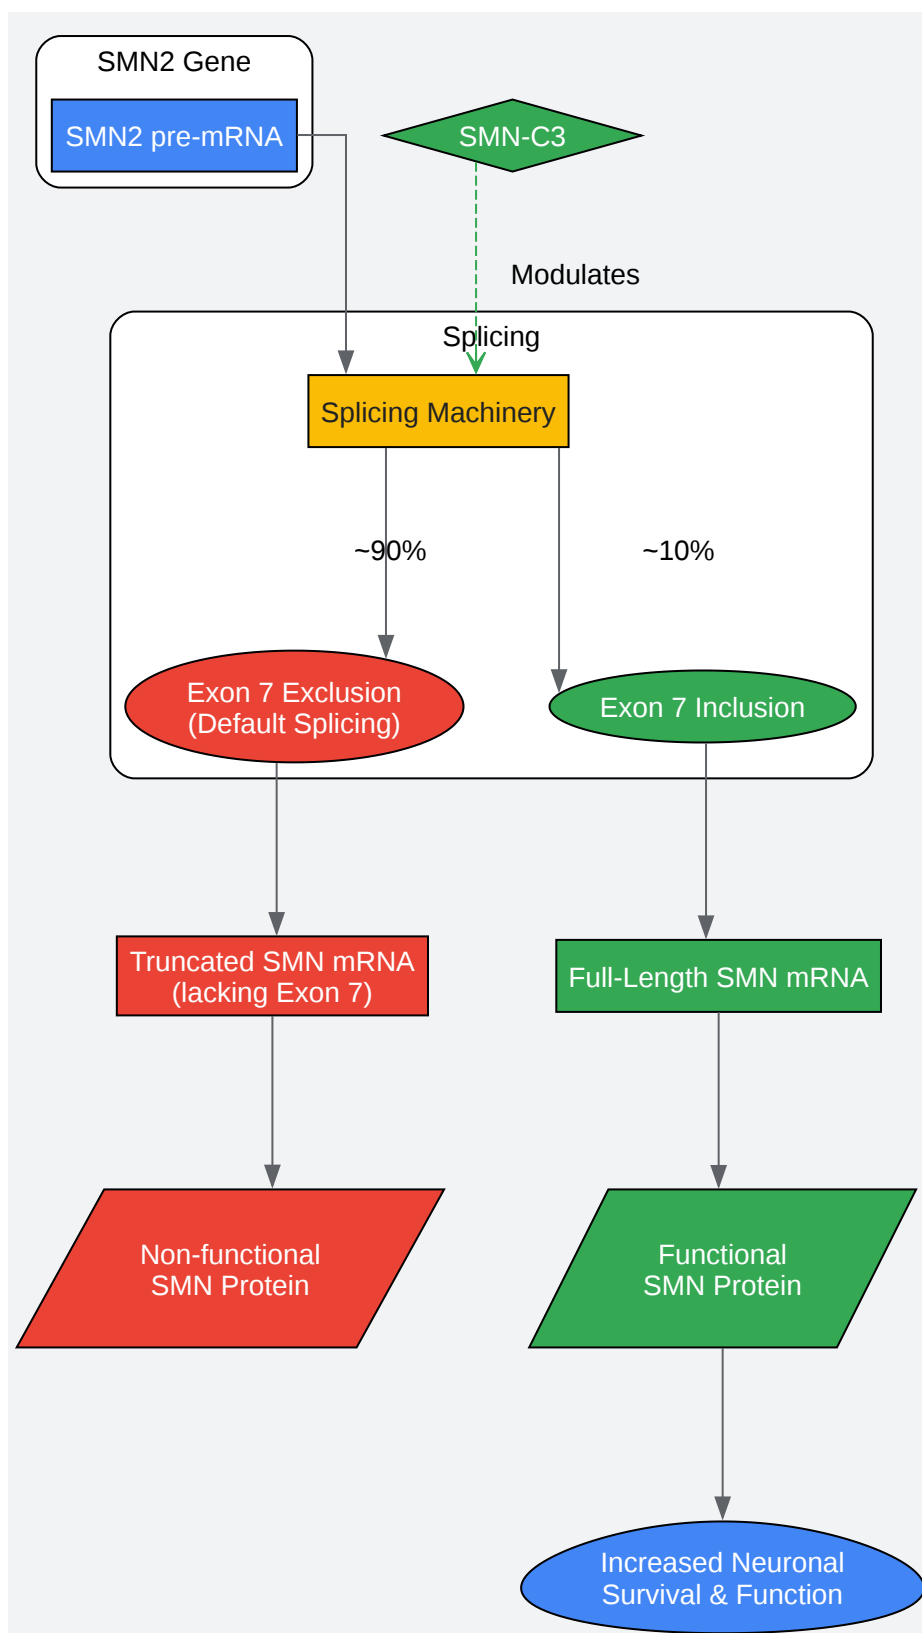 SMN2 Gene
SMN2 pre-mRNA
SMN-C3
Modulates
Splicing
Splicing Machinery
~90%
~10%
Exon 7 Exclusion
(Default Splicing)
Exon 7 Inclusion
Truncated SMN mRNA
(lacking Exon 7)
Full-Length SMN mRNA
Non-functional
SMN Protein
Functional
SMN Protein
Increased Neuronal
Survival & Function